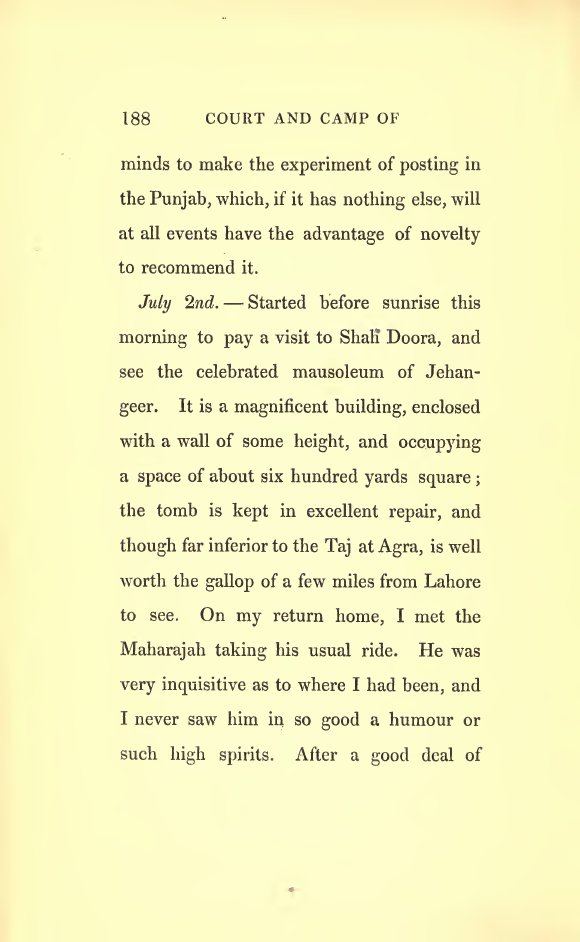 188 COURT AND CAMP OF
minds to make the experiment of posting in
the Punjab, which, if it has nothing else, will
at all events have the advantage of novelty
to recommend it.
July 2nd. — Started before sunrise this
morning to pay a visit to Shah Doora, and
see the celebrated mausoleum of Jehan-
geer. It is a magnificent building, enclosed
with a wall of some height, and occupying
a space of about six hundred yards square;
the tomb is kept in excellent repair, and
though far inferior to the Taj at Agra, is well
worth the gallop of a few miles from Lahore
to see. On my return home, I met the
Maharajah taking his usual ride. He was
very inquisitive as to where I had been, and
I never saw him in so good a humour or
such high spirits. After a good deal of